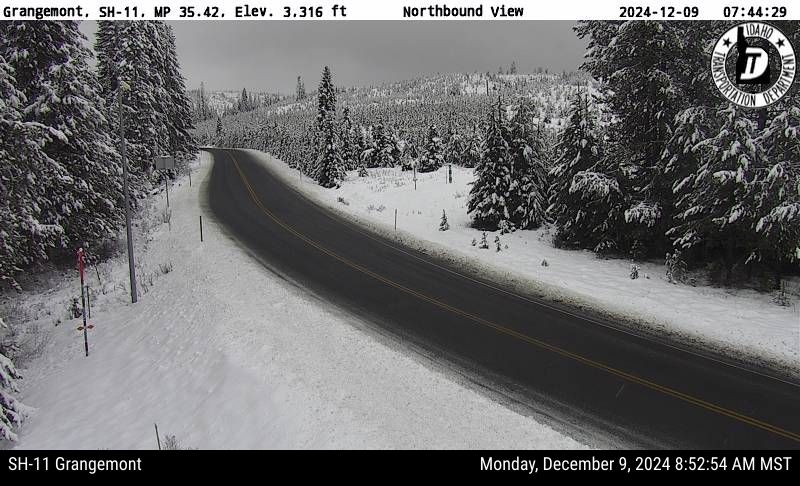 Grangemont, SH-11, MP 35.42, Elev. 3,316 ft Northbound View 2024-12-09 07:44:29
IDAHO
TRANSPORTATION DEPARTMENT
SH-11 Grangemont Monday, December 9, 2024 8:52:54 AM MST